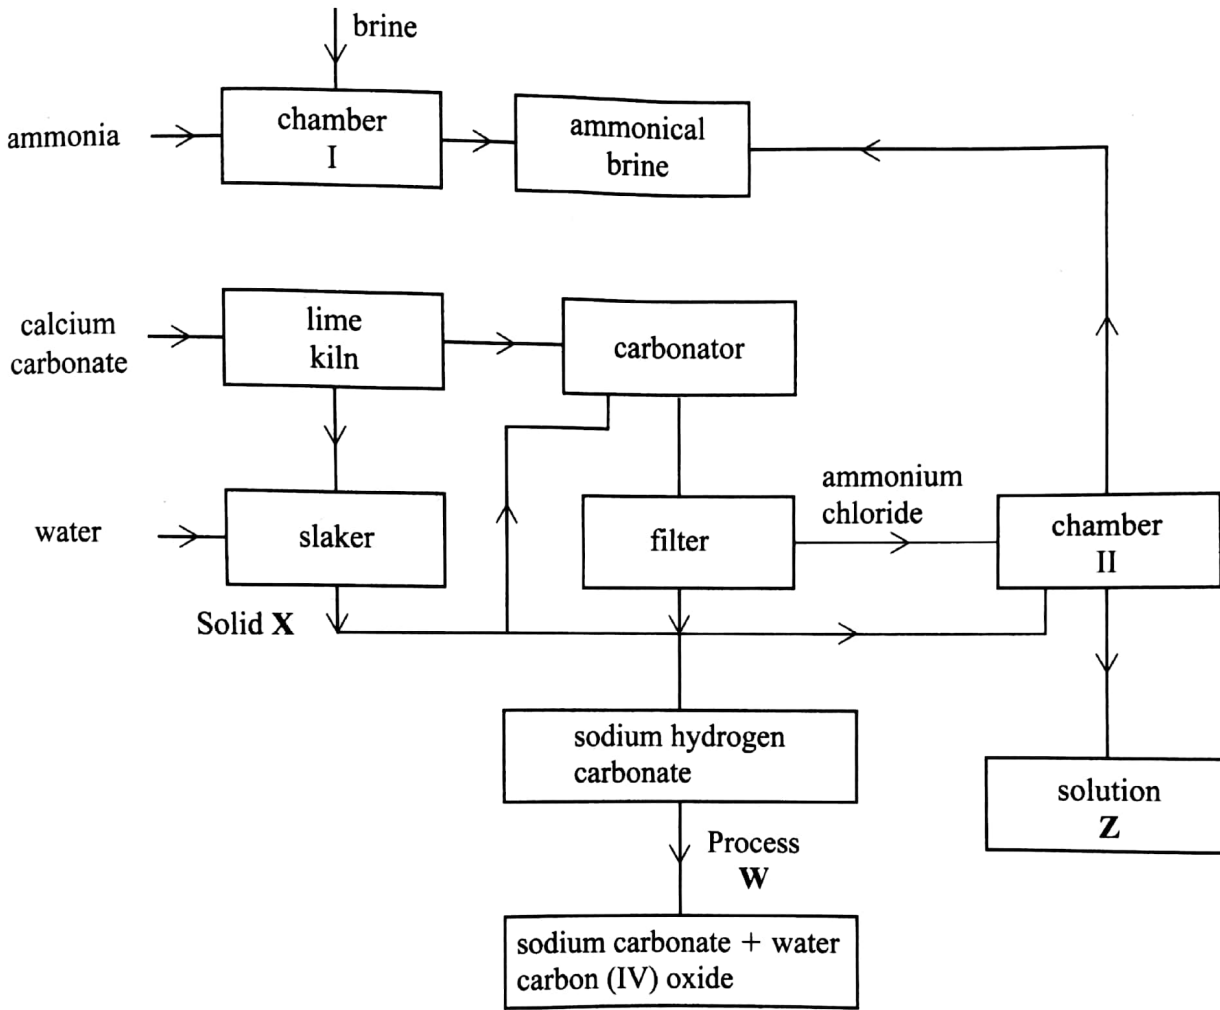 brine
ammonia
chamber
I
ammonical
brine
calcium
carbonate
lime
kiln
carbonator
water
slaker
filter
ammonium
chloride
chamber
II
Solid X
sodium hydrogen
carbonate
solution
Z
Process
W
sodium carbonate + water
carbon (IV) oxide